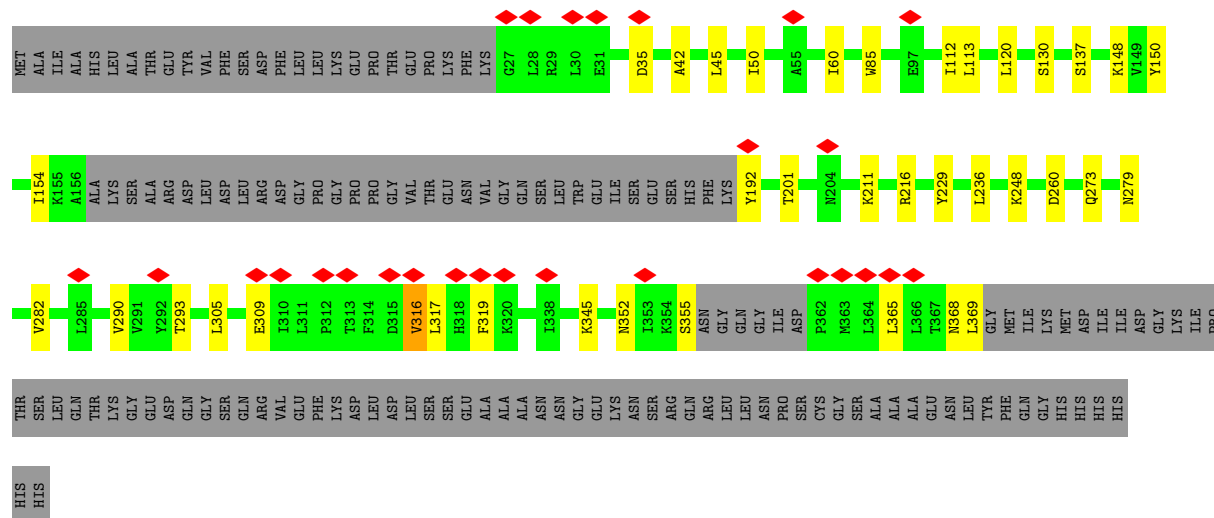 MET ALA ILE ALA HIS LEU ALA THR GLU TYR VAL PHE SER ASP PHE LEU LEU LYS GLU PRO THR GLU PRO LYS PHE LYS G27 L28 R29 L30 E31 D35 A42 L45 I50 A55 I60 W85 E97 I112 L113 L120 S130 S137 K148 V149 Y150
I154 K155 A156 ALA LYS SER ALA ARG ASP LEU ASP LEU ARG ASP GLY PRO GLY PRO PRO GLY VAL THR GLU ASN VAL GLY GLN SER LEU TRP GLU ILE SER GLU SER HIS PHE LYS Y192 T201 N204 K211 R216 Y229 L236 K248 D260 Q273 N279
V282 L285 V290 V291 Y292 T293 L305 E309 I310 L311 P312 T313 F314 D315 V316 L317 H318 F319 K320 L338 K345 N352 I353 K354 S355 ASN GLY GLN GLY ILE ASP P362 M363 L364 L365 L366 T367 N368 L369 GLY MET ILE LYS MET ASP ILE ILE ASP GLY LYS ILE PRO
THR SER LEU GLN THR LYS GLY GLU ASP GLN GLY SER GLN ARG VAL GLU PHE LYS ASP LEU ASP LEU SER SER GLU ALA ALA ALA ASN ASN GLY GLU LYS ASN SER ARG GLN ARG LEU LEU ASN PRO SER CYS GLY SER ALA ALA ALA GLU ASN LEU TYR PHE GLN GLY HIS HIS HIS HIS
HIS HIS